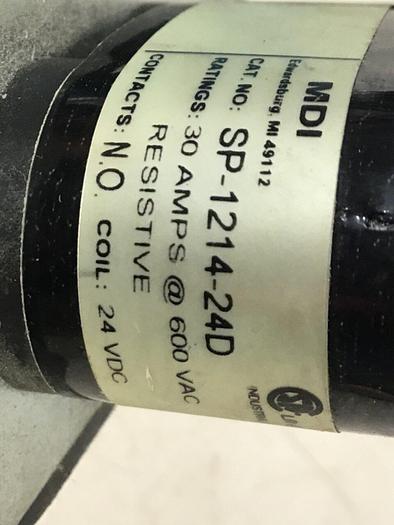 MDI
Edwardsburg, MI 49112
CAT. NO: SP-1214-24D
RATINGS: 30 AMPS @ 600 VAC
RESISTIVE
CONTACTS: N.O. COIL: 24 VDC